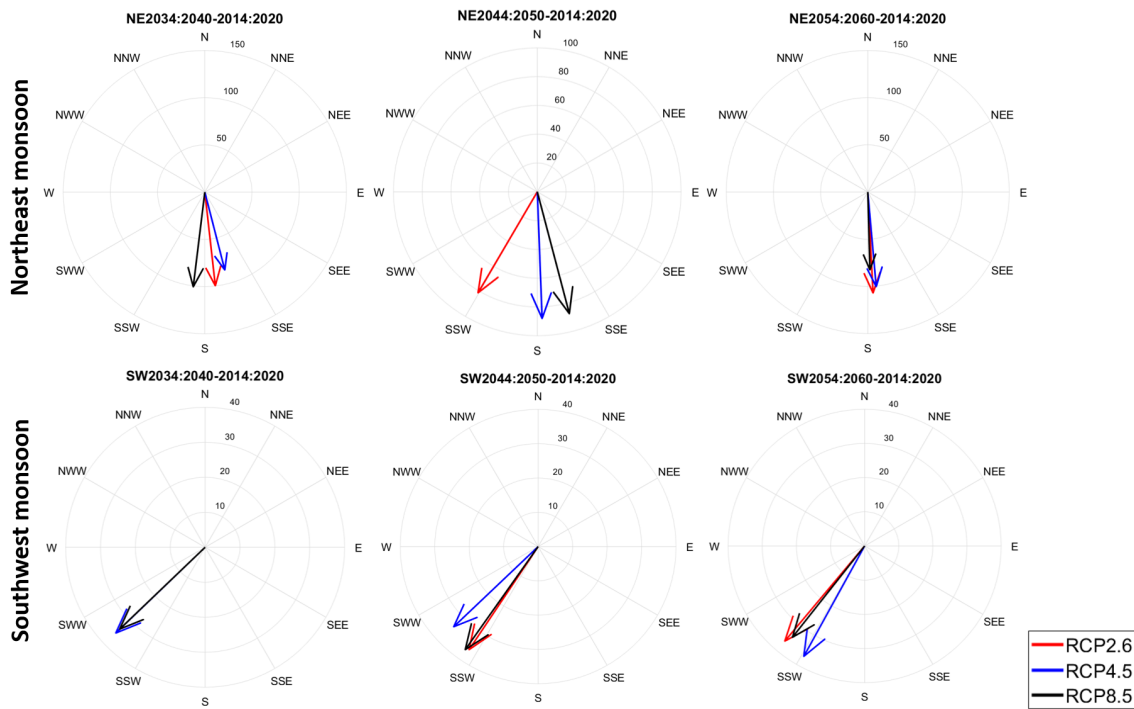 Northeast monsoon
NE2034:2040-2014:2020
N
150
NNW
NNE
100
NWW
NEE
50
W
E
SWW
SEE
SSW
SSE
S
NE2044:2050-2014:2020
N
100
NNW
NNE
80
60
NWW
NEE
40
20
W
E
SWW
SEE
SSW
SSE
S
NE2054:2060-2014:2020
N
150
NNW
NNE
100
NWW
NEE
50
W
E
SWW
SEE
SSW
SSE
S
Southwest monsoon
SW2034:2040-2014:2020
N
40
NNW
NNE
30
NWW
NEE
20
10
W
E
SWW
SEE
SSW
SSE
S
SW2044:2050-2014:2020
N
40
NNW
NNE
30
NWW
NEE
20
10
W
E
SWW
SEE
SSW
SSE
S
SW2054:2060-2014:2020
N
40
NNW
NNE
30
NWW
NEE
20
10
W
E
SWW
SEE
SSW
SSE
S
RCP2.6
RCP4.5
RCP8.5